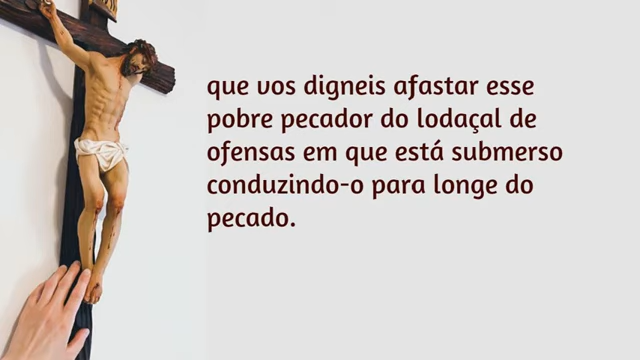 que vos digneis afastar esse
pobre pecador do lodaçal de
ofensas em que está submerso
conduzindo-o para longe do
pecado.